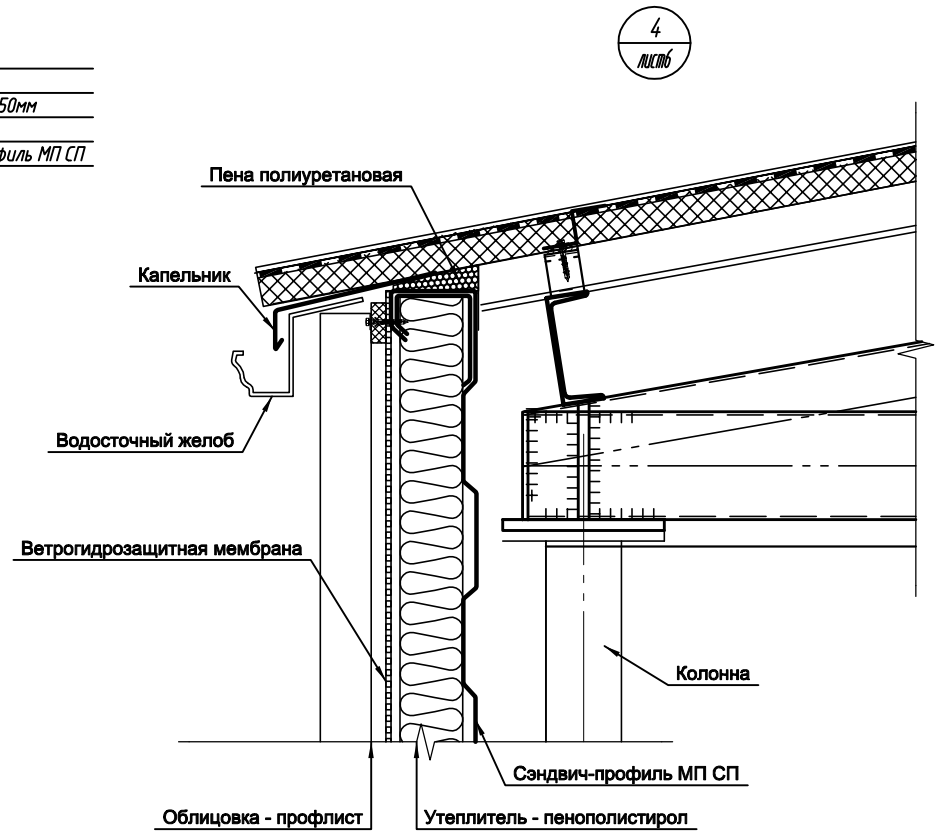 4
лист6
50мм
филь МП СП
Пена полиуретановая
Капельник
Водосточный желоб
Ветрогидрозащитная мембрана
Колонна
Сэндвич-профиль МП СП
Облицовка - профлист
Утеплитель - пенополистирол